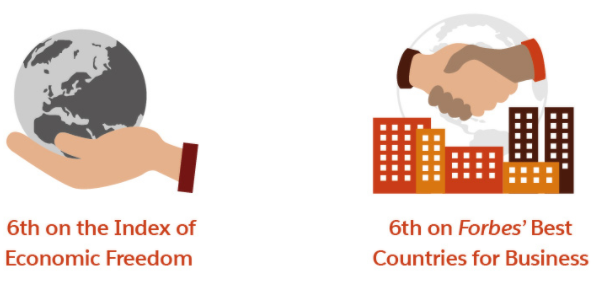 6th on the Index of
Economic Freedom
6th on Forbes' Best
Countries for Business